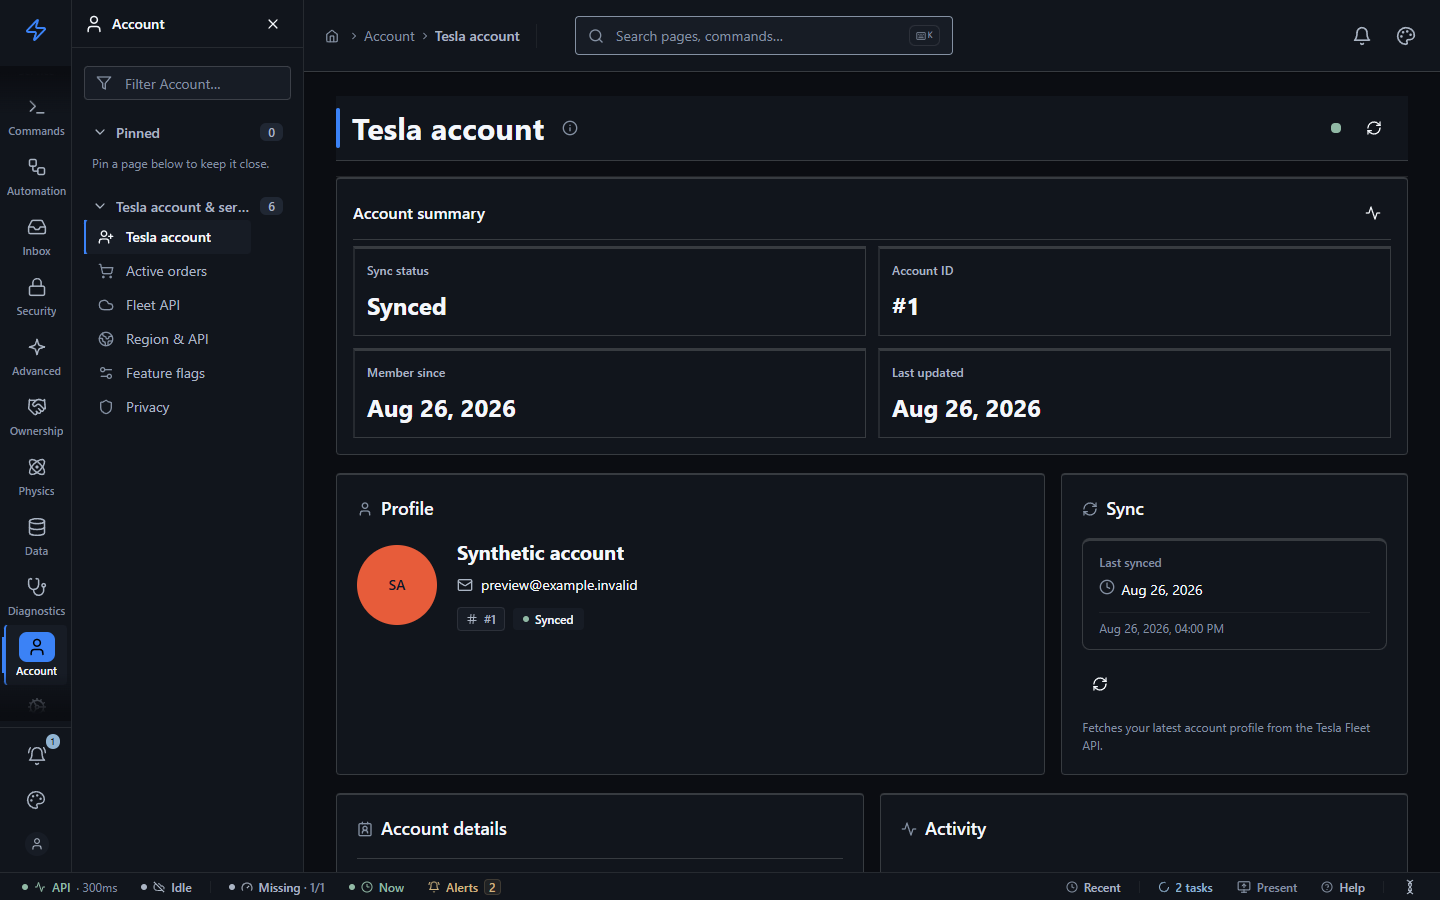 Commands
Automation
Inbox
Security
Advanced
Ownership
Physics
Data
Diagnostics
Account
1
Account
Filter Account...
Pinned
0
Pin a page below to keep it close.
Tesla account & ser...
6
Tesla account
Active orders
Fleet API
Region & API
Feature flags
Privacy
Account
Tesla account
Search pages, commands...
K
Tesla account
Account summary
Sync status
Synced
Account ID
#1
Member since
Aug 26, 2026
Last updated
Aug 26, 2026
Profile
SA
Synthetic account
preview@example.invalid
#1
Synced
Sync
Last synced
Aug 26, 2026
Aug 26, 2026, 04:00 PM
Fetches your latest account profile from the Tesla Fleet
API.
Account details
Activity
API · 300ms
Idle
Missing · 1/1
Now
Alerts 2
Recent
2 tasks
Present
Help